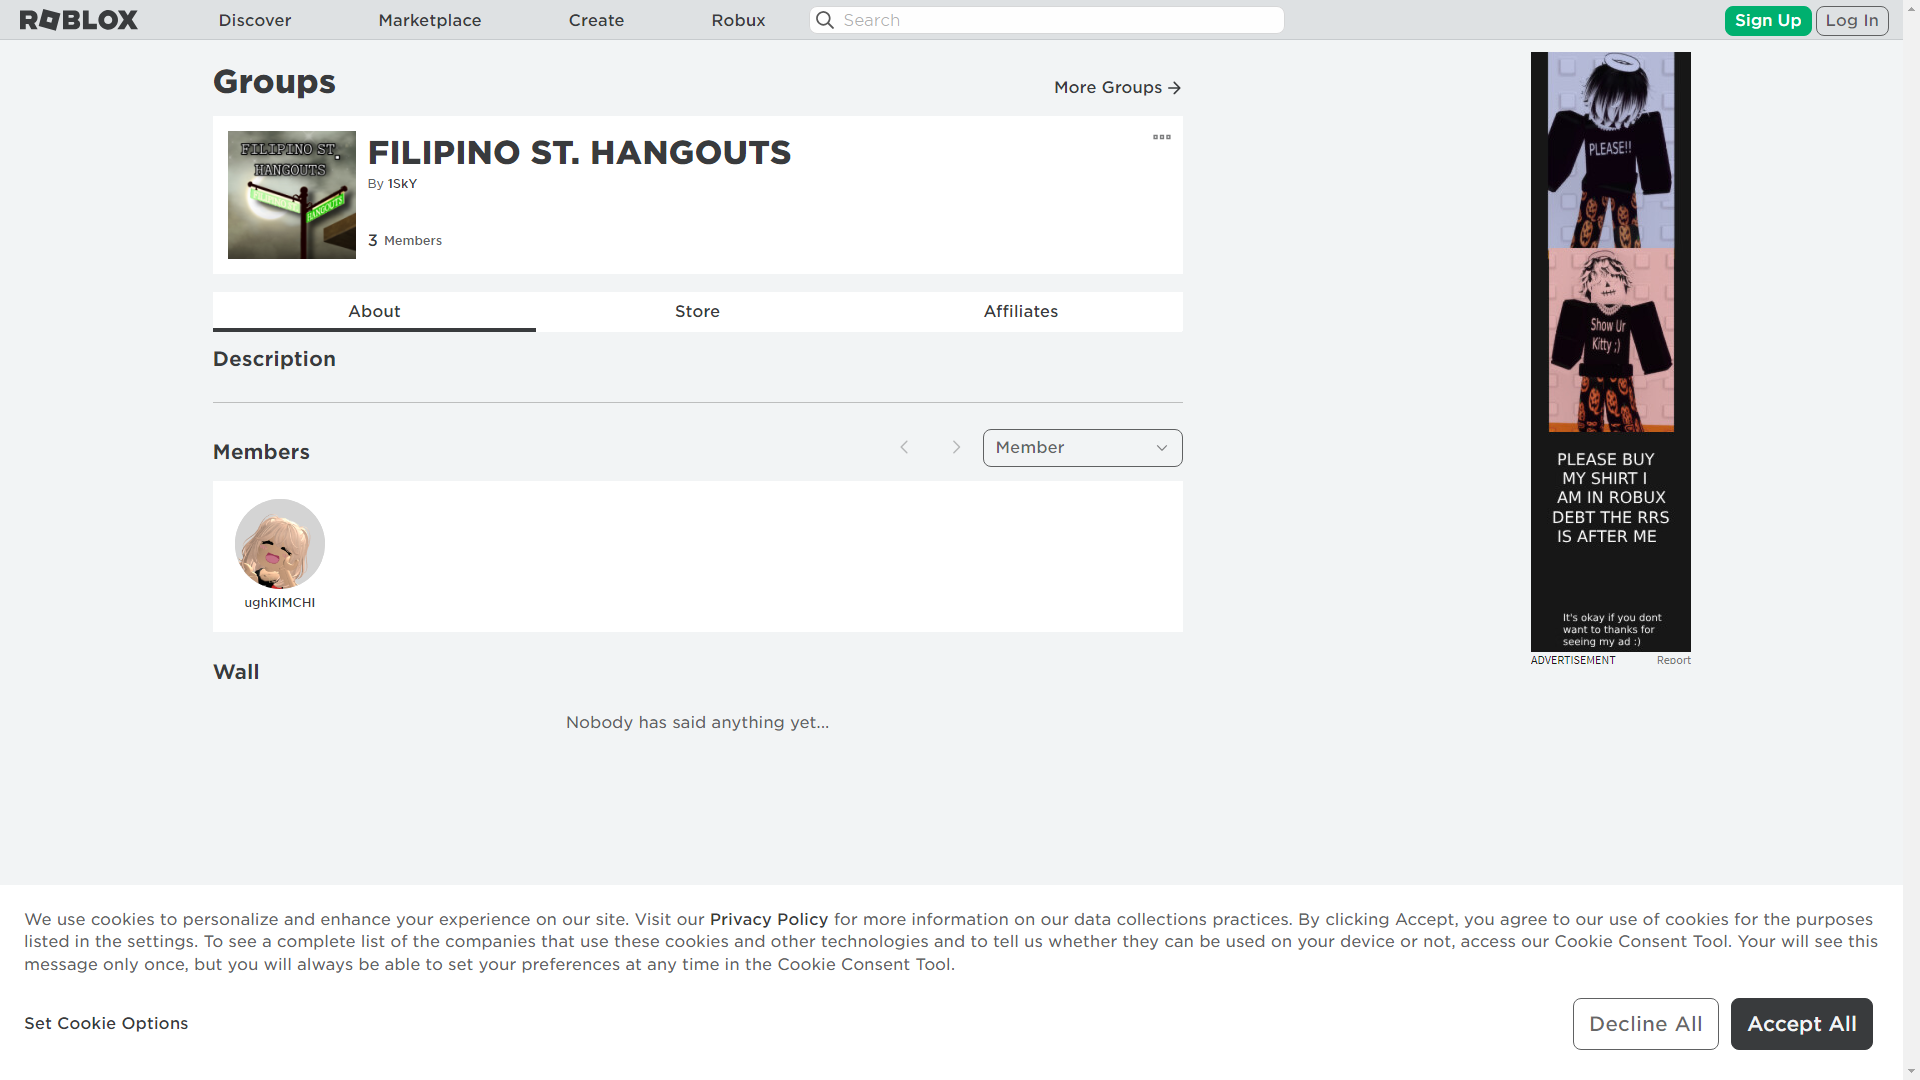 ROBLOX
Discover
Marketplace
Create
Robux
Search
Sign Up
Log In
Groups
More Groups
FILIPINO ST.
HANGOUTS
HANGOUTS
FILIPINO ST. HANGOUTS
By 1SkY
3 Members
About
Store
Affiliates
Description
Members
Member
ughKIMCHI
Wall
Nobody has said anything yet...
PLEASE!!
Show Ur
Kitty ;)
PLEASE BUY
MY SHIRT I
AM IN ROBUX
DEBT THE RRS
IS AFTER ME
It's okay if you dont
want to thanks for
seeing my ad :)
ADVERTISEMENT
Report
We use cookies to personalize and enhance your experience on our site. Visit our Privacy Policy for more information on our data collections practices. By clicking Accept, you agree to our use of cookies for the purposes
listed in the settings. To see a complete list of the companies that use these cookies and other technologies and to tell us whether they can be used on your device or not, access our Cookie Consent Tool. Your will see this
message only once, but you will always be able to set your preferences at any time in the Cookie Consent Tool.
Set Cookie Options
Decline All
Accept All